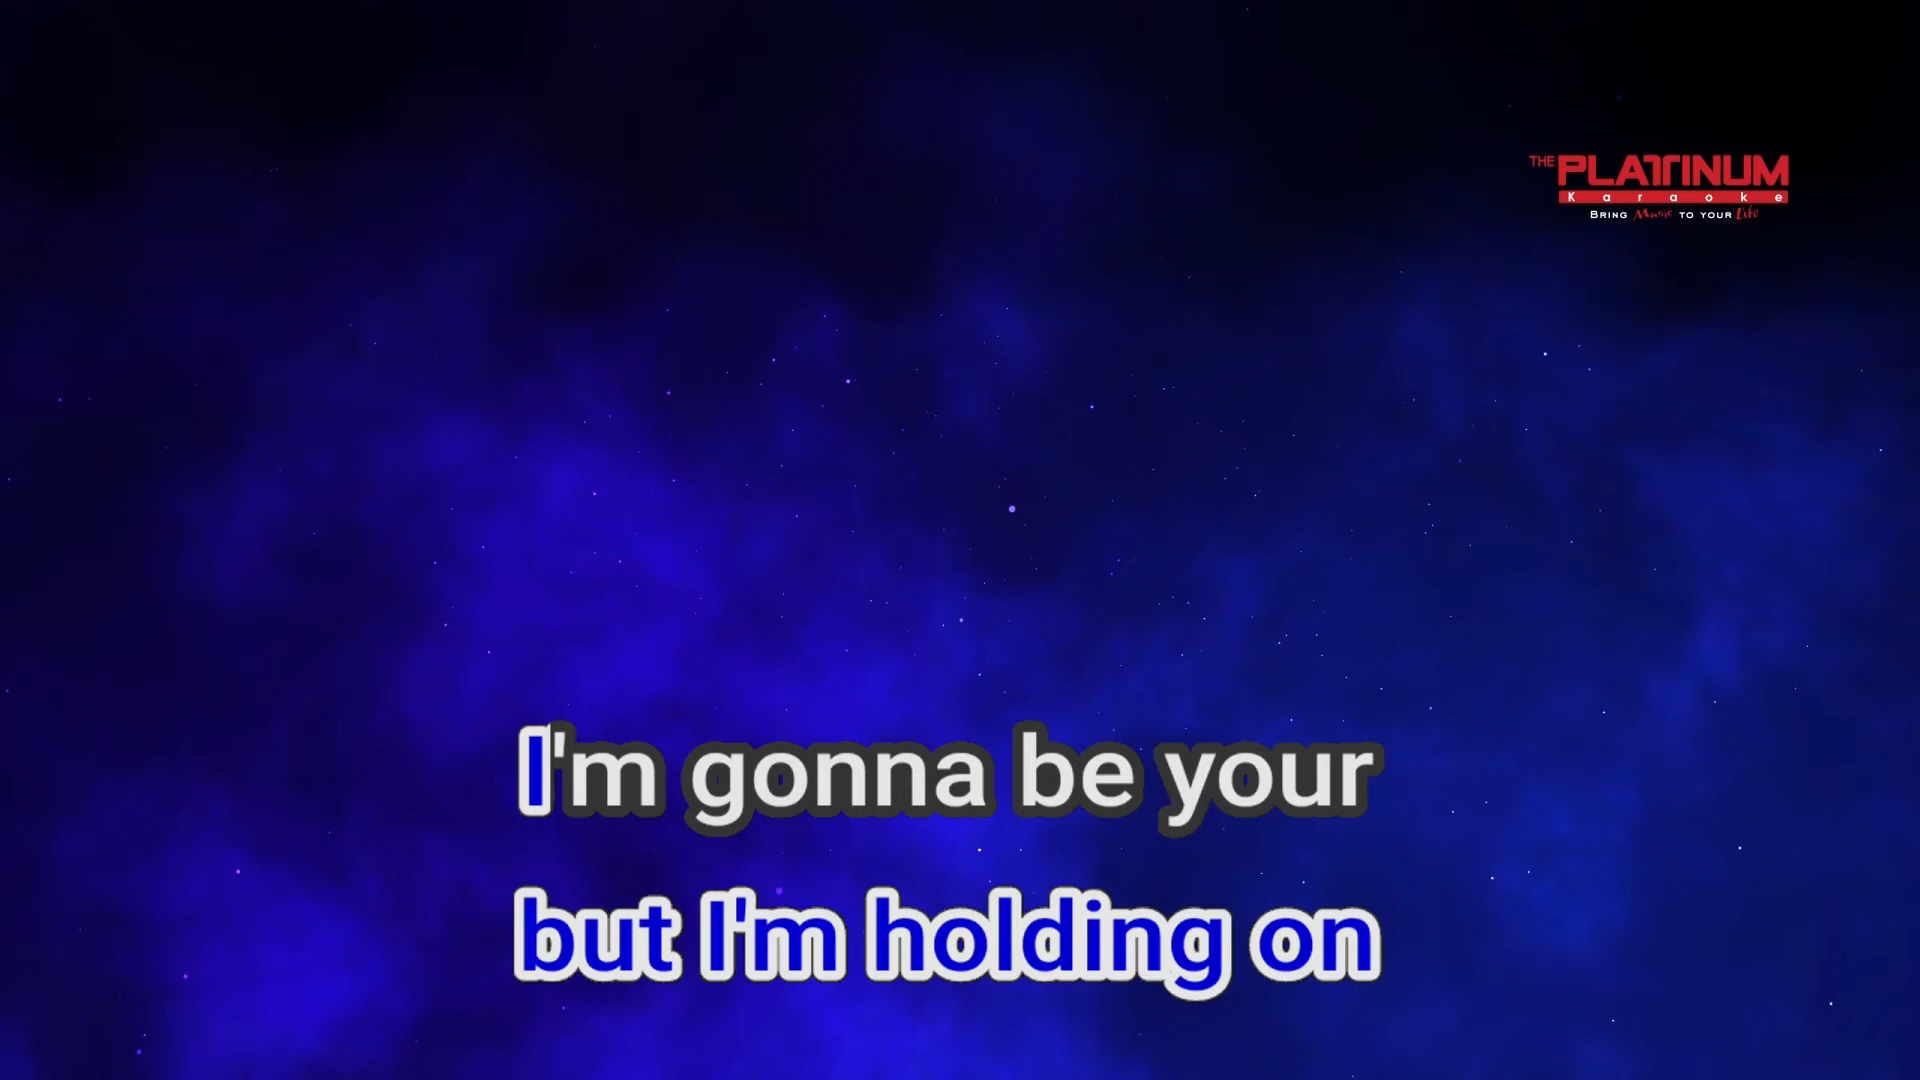 THE PLATINUM
Karaoke
BRING Music TO YOUR Life
I'm gonna be your
but I'm holding on